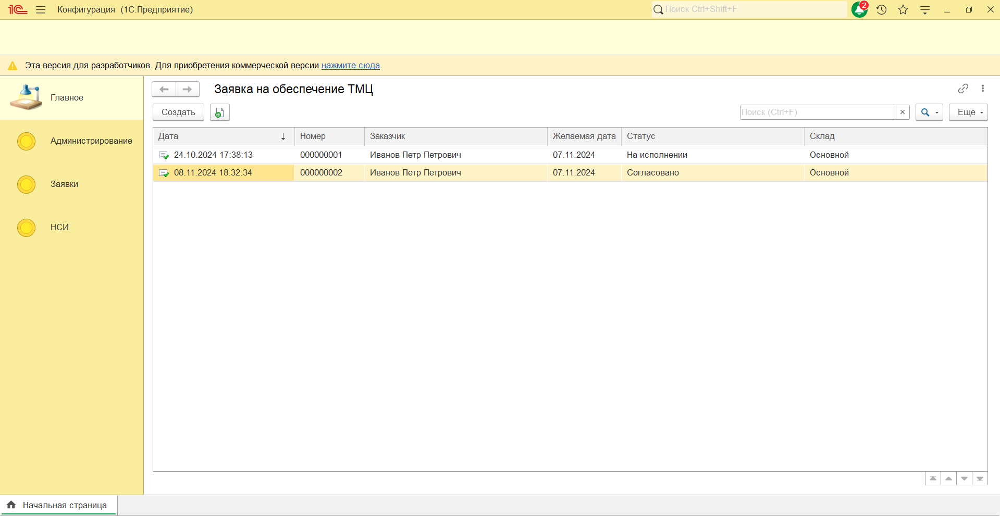 1С Конфигурация (1С:Предприятие) Поиск Ctrl+Shift+F 2
Эта версия для разработчиков. Для приобретения коммерческой версии нажмите сюда.
Главное
Администрирование
Заявки
НСИ
Заявка на обеспечение ТМЦ
Создать Поиск (Ctrl+F) × Еще
Дата ↓ Номер Заказчик Желаемая дата Статус Склад
24.10.2024 17:38:13 000000001 Иванов Петр Петрович 07.11.2024 На исполнении Основной
08.11.2024 18:32:34 000000002 Иванов Петр Петрович 07.11.2024 Согласовано Основной
Начальная страница